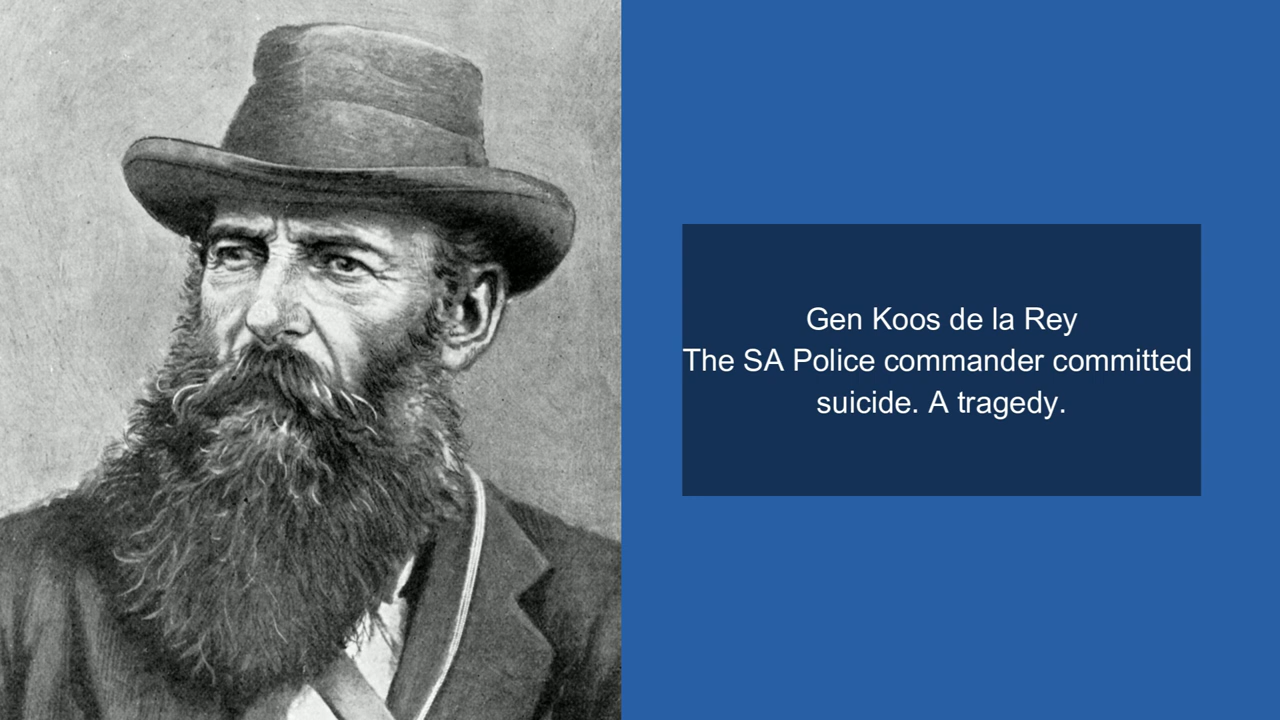 Gen Koos de la Rey
The SA Police commander committed
suicide. A tragedy.